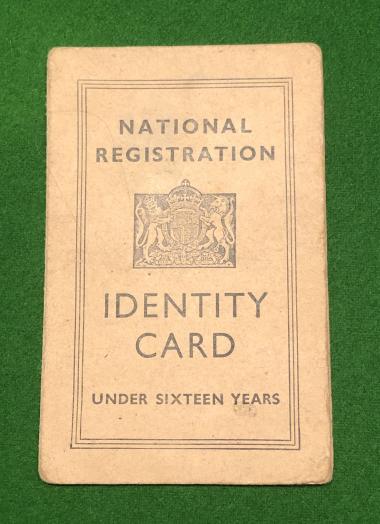 NATIONAL
REGISTRATION
IDENTITY
CARD
UNDER SIXTEEN YEARS